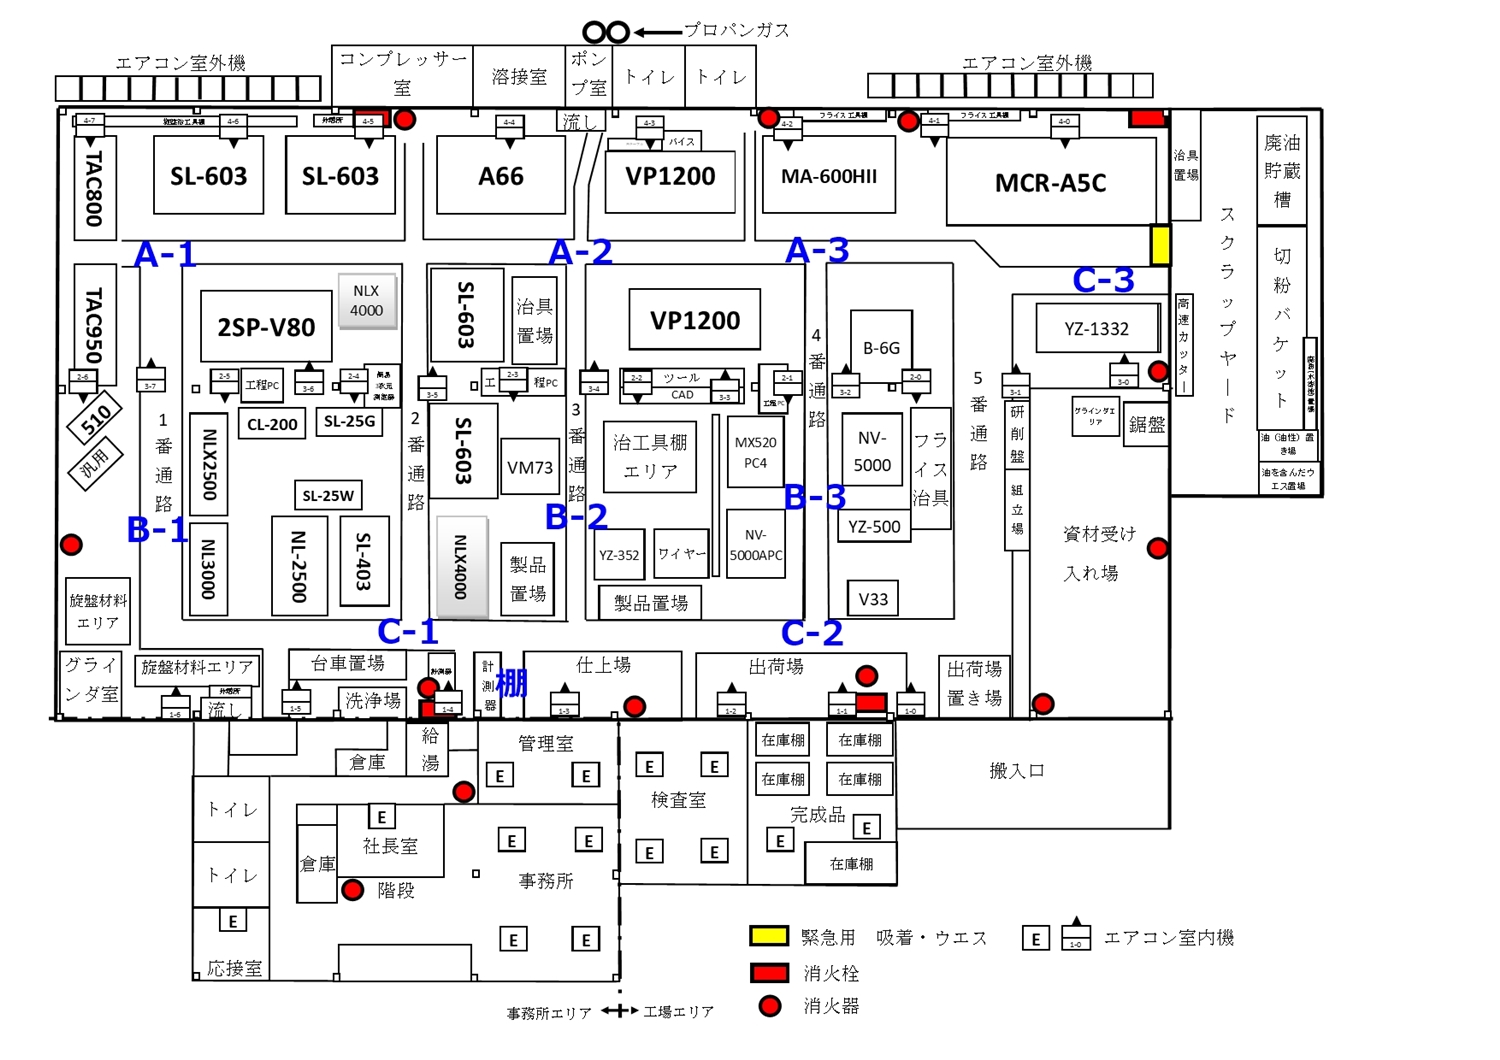 プロパンガス
エアコン室外機
コンプレッサー
室
溶接室
ポン
プ室
トイレ
トイレ
エアコン室外機
4-7
4-6
4-5
4-4
流し
4-3
バイス
4-2
フライス 工具棚
4-1
フライス 工具棚
4-0
TAC800
SL-603
SL-603
A66
VP1200
MA-600HII
MCR-A5C
治具
置場
廃油
貯蔵
槽
スクラップヤード
切粉バケット
A-1
A-2
A-3
C-3
TAC950
2SP-V80
NLX
4000
SL-603
治具
置場
VP1200
4番通路
B-6G
YZ-1332
高速カッター
2-6
3-7
2-5
工程PC
3-6
2-4
3-5
工
2-3
程PC
3-4
2-2
ツール
CAD
3-3
2-1
工程PC
3-2
2-0
3-1
3-0
510
汎用
1番通路
NLX2500
CL-200
SL-25G
2番通路
SL-603
VM73
3番通路
治工具棚
エリア
MX520
PC4
NV-
5000
フライス治具
5番通路
研削盤
グラインダエ
リア
鋸盤
油（油性）置
き場
油を含んだウ
エス置場
SL-25W
組立場
B-1
B-2
B-3
NL3000
NL-2500
SL-403
NLX4000
製品
置場
YZ-352
ワイヤー
NV-
5000APC
YZ-500
資材受け
入れ場
旋盤材料
エリア
製品置場
V33
C-1
C-2
グライ
ンダ室
旋盤材料エリア
台車置場
計測器
棚
仕上場
出荷場
出荷場
置き場
1-6
流し
1-5
洗浄場
1-4
1-3
1-2
1-1
1-0
給湯
倉庫
管理室
E
E
E
E
検査室
E
E
在庫棚
在庫棚
在庫棚
在庫棚
完成品
E
E
在庫棚
搬入口
トイレ
トイレ
倉庫
E
社長室
階段
E
E
事務所
E
E
E
応接室
緊急用　吸着・ウエス
E
1-0
エアコン室内機
消火栓
消火器
事務所エリア
工場エリア